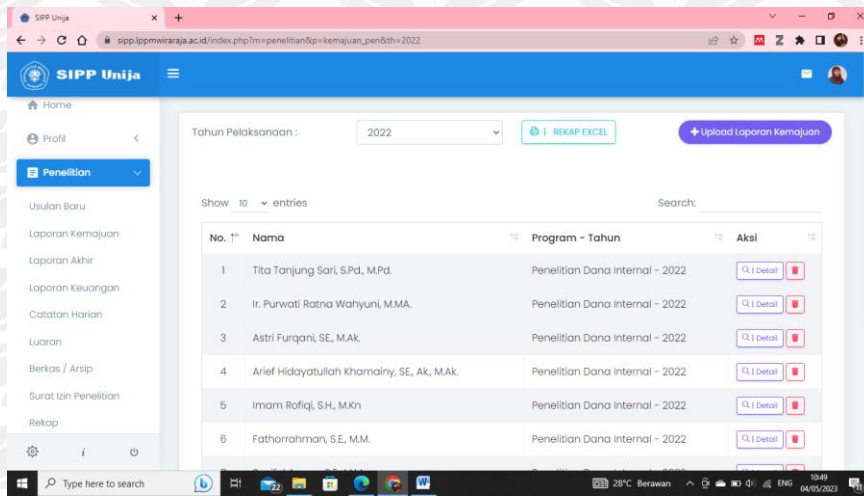 SIPP Unija
sipp.lppmwiraraja.ac.id/index.php?m=penelitian&p=kemajuan_pen&th=2022
SIPP Unija
Home
Profil
Penelitian
Usulan Baru
Laporan Kemajuan
Laporan Akhir
Laporan Keuangan
Catatan Harian
Luaran
Berkas / Arsip
Surat Izin Penelitian
Rekap
Tahun Pelaksanaan : 2022 | REKAP EXCEL + Upload Laporan Kemajuan
Show 10 entries Search:
No. Nama Program - Tahun Aksi
1 Tita Tanjung Sari, S.Pd., M.Pd. Penelitian Dana Internal - 2022 | Detail
2 Ir. Purwati Ratna Wahyuni, M.MA. Penelitian Dana Internal - 2022 | Detail
3 Astri Furqani, SE., M.Ak. Penelitian Dana Internal - 2022 | Detail
4 Arief Hidayatullah Khamainy, SE., Ak., M.Ak. Penelitian Dana Internal - 2022 | Detail
5 Imam Rofiqi, S.H., M.Kn Penelitian Dana Internal - 2022 | Detail
6 Fathorrahman, S.E., M.M. Penelitian Dana Internal - 2022 | Detail
Type here to search
22
28°C Berawan ENG 10:49
04/05/2023